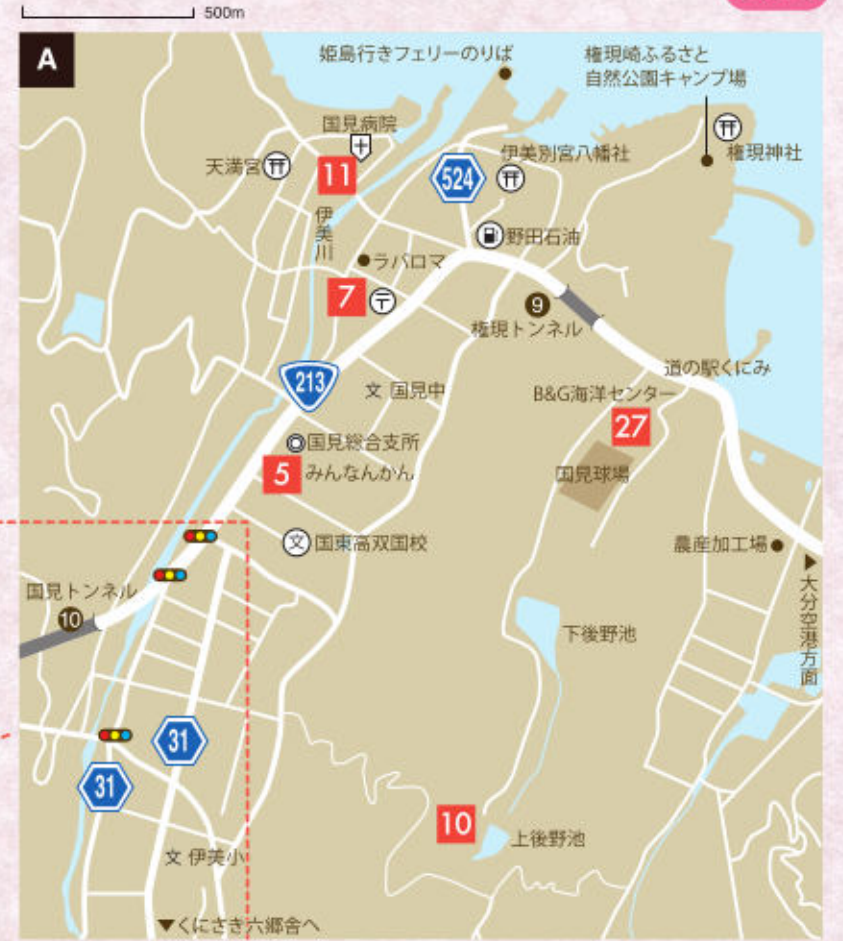 500m
A
姫島行きフェリーのりば
権現崎ふるさと
自然公園キャンプ場
国見病院
天満宮
11
524
伊美別宮八幡社
権現神社
伊美川
野田石油
ラパロマ
7
〒
9
権現トンネル
213
文 国見中
道の駅くにみ
B&G海洋センター
27
国見総合支所
5
みんなんかん
国見球場
文
国東高双国校
農産加工場
国見トンネル
10
▶大分空港方面
下後野池
31
31
10
上後野池
文 伊美小
▼くにさき六郷舎へ